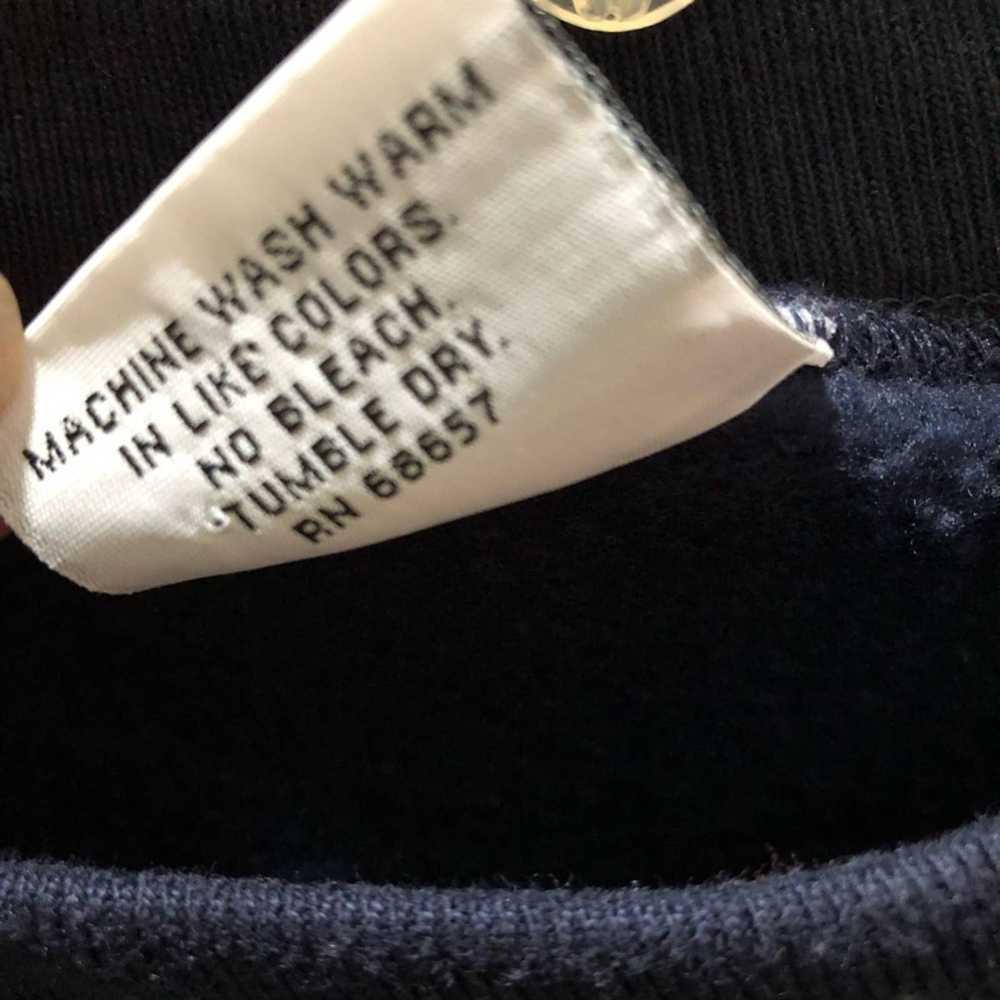 MACHINE WASH WARM
IN LIKE COLORS.
NO BLEACH.
TUMBLE DRY.
RN 68657